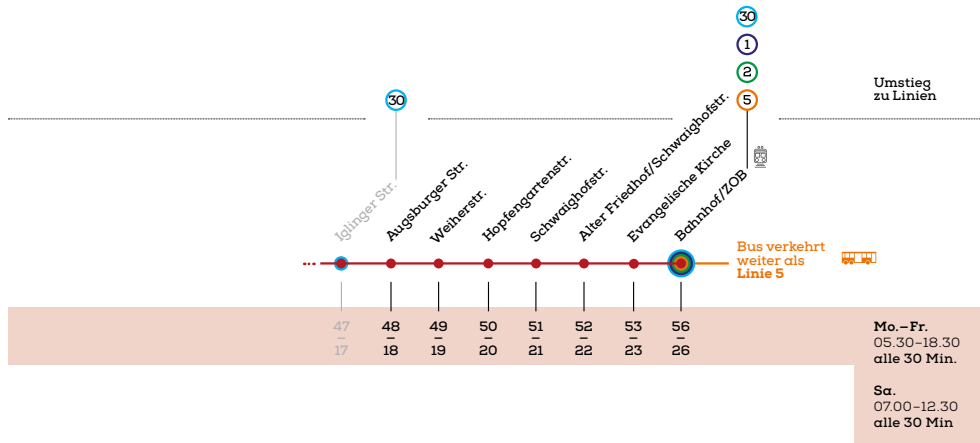 30
1
2
5
30
Umstieg
zu Linien
Iglinger Str.
Augsburger Str.
Weiherstr.
Hopfengartenstr.
Schwaighofstr.
Alter Friedhof/Schwaighofstr.
Evangelische Kirche
Bahnhof/ZOB
Bus verkehrt
weiter als
Linie 5
47 48 49 50 51 52 53 56
– – – – – – – –
17 18 19 20 21 22 23 26
Mo.–Fr.
05.30–18.30
alle 30 Min.
Sa.
07.00–12.30
alle 30 Min